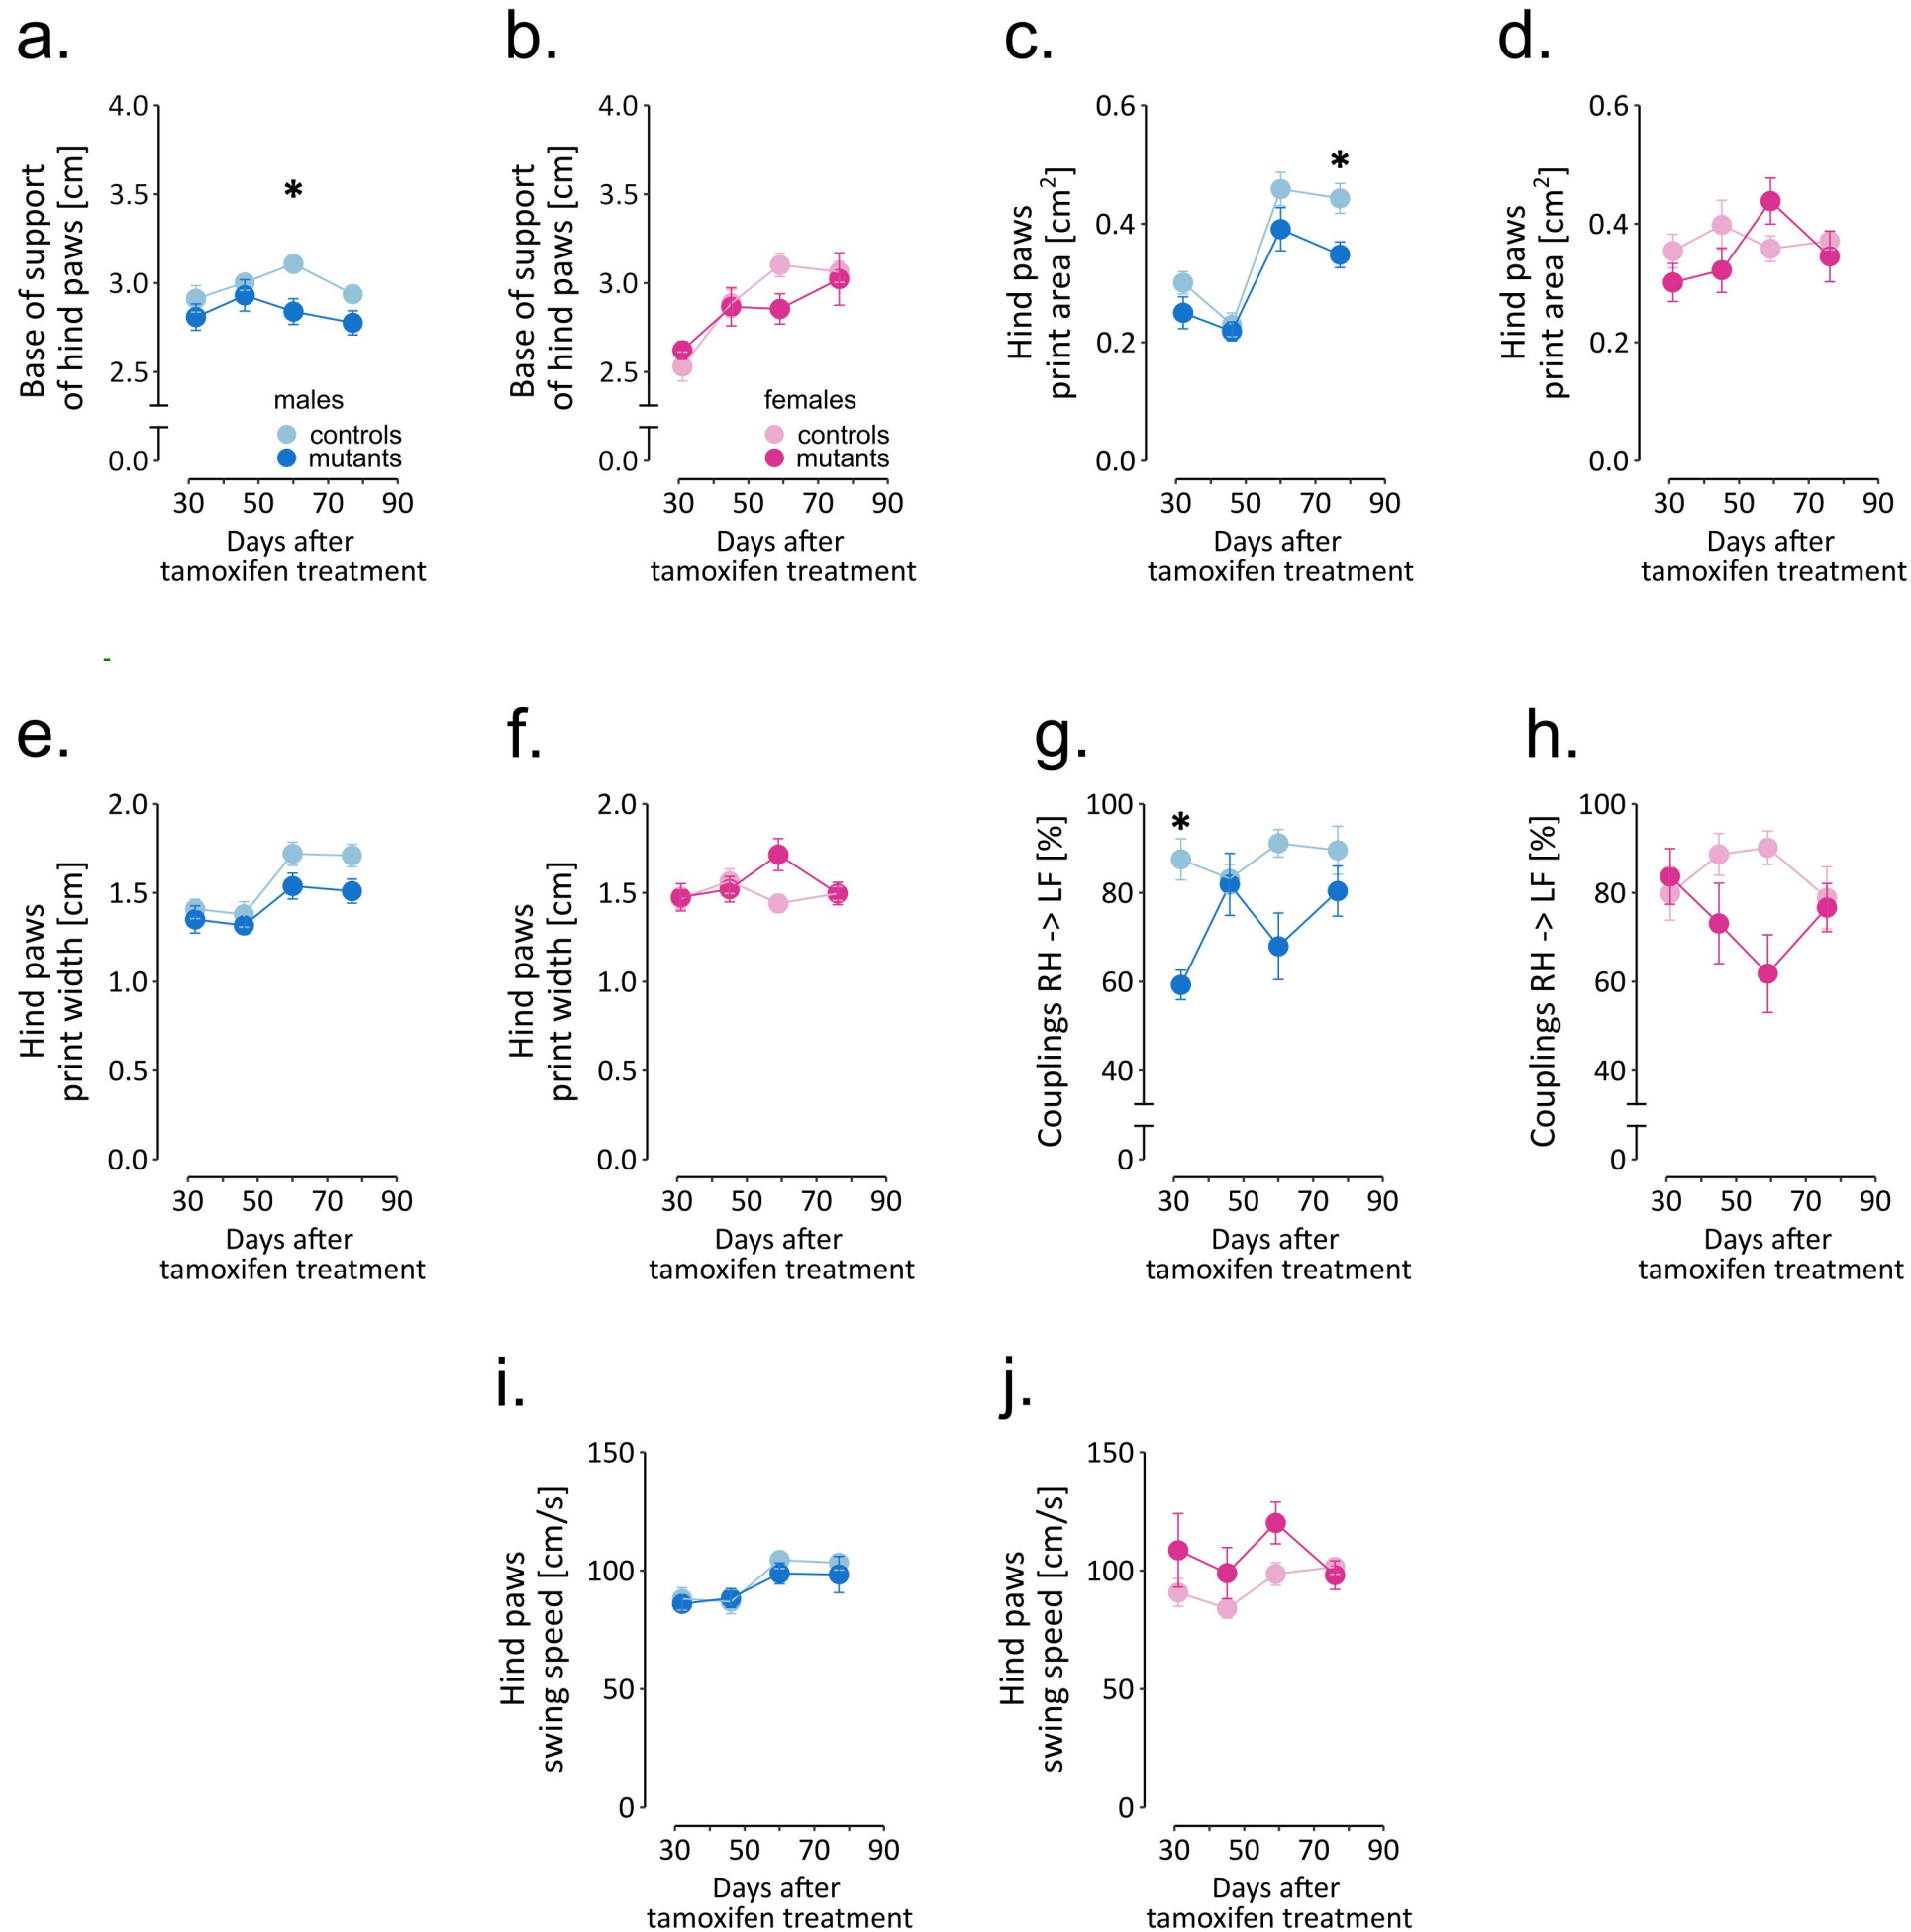 a.
4.0
3.5
3.0
2.5
0.0
Base of support
of hind paws [cm]
*
males
controls
mutants
30 50 70 90
Days after
tamoxifen treatment
b.
4.0
3.5
3.0
2.5
0.0
Base of support
of hind paws [cm]
females
controls
mutants
30 50 70 90
Days after
tamoxifen treatment
c.
0.6
0.4
0.2
0.0
Hind paws
print area [cm²]
*
30 50 70 90
Days after
tamoxifen treatment
d.
0.6
0.4
0.2
0.0
Hind paws
print area [cm²]
30 50 70 90
Days after
tamoxifen treatment
e.
2.0
1.5
1.0
0.5
0.0
Hind paws
print width [cm]
30 50 70 90
Days after
tamoxifen treatment
f.
2.0
1.5
1.0
0.5
0.0
Hind paws
print width [cm]
30 50 70 90
Days after
tamoxifen treatment
g.
100
80
60
40
0
Couplings RH -> LF [%]
*
30 50 70 90
Days after
tamoxifen treatment
h.
100
80
60
40
0
Couplings RH -> LF [%]
30 50 70 90
Days after
tamoxifen treatment
i.
150
100
50
0
Hind paws
swing speed [cm/s]
30 50 70 90
Days after
tamoxifen treatment
j.
150
100
50
0
Hind paws
swing speed [cm/s]
30 50 70 90
Days after
tamoxifen treatment